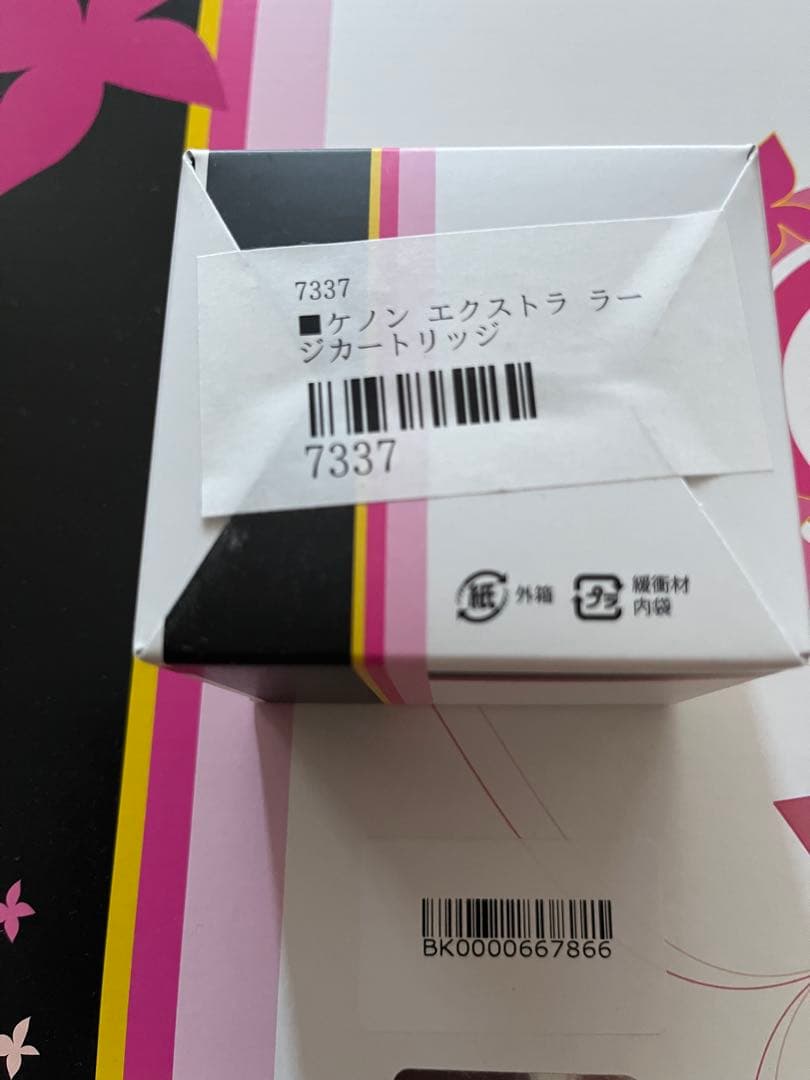 7337
■ケノン エクストラ ラー
ジカートリッジ
7337
紙 外箱
プラ 緩衝材
内袋
BK0000667866